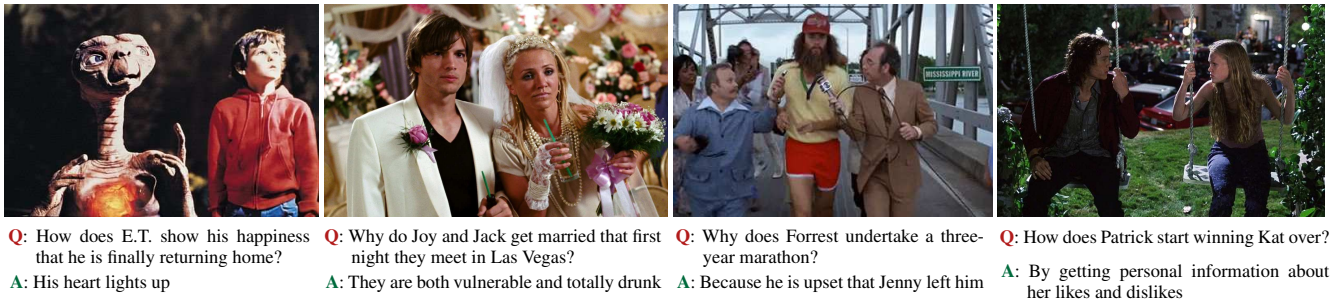 MISSISSIPPI RIVER
Q: How does E.T. show his happiness
that he is finally returning home?
A: His heart lights up
Q: Why do Joy and Jack get married that first
night they meet in Las Vegas?
A: They are both vulnerable and totally drunk
Q: Why does Forrest undertake a three-
year marathon?
A: Because he is upset that Jenny left him
Q: How does Patrick start winning Kat over?
A: By getting personal information about
her likes and dislikes